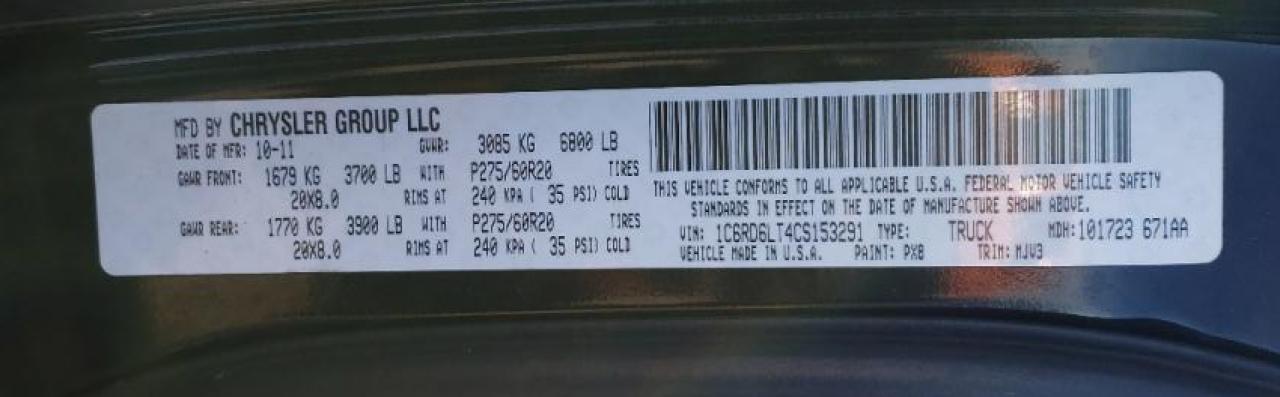 MFD BY CHRYSLER GROUP LLC
DATE OF MFR: 10-11 GVWR: 3085 KG 6800 LB
GAWR FRONT: 1679 KG 3700 LB WITH P275/60R20 TIRES
20X8.0 RIMS AT 240 KPA ( 35 PSI) COLD
GAWR REAR: 1770 KG 3900 LB WITH P275/60R20 TIRES
20X8.0 RIMS AT 240 KPA ( 35 PSI) COLD
THIS VEHICLE CONFORMS TO ALL APPLICABLE U.S.A. FEDERAL MOTOR VEHICLE SAFETY
STANDARDS IN EFFECT ON THE DATE OF MANUFACTURE SHOWN ABOVE.
VIN: 1C6RD6LT4CS153291 TYPE: TRUCK MDH: 101723 671AA
VEHICLE MADE IN U.S.A. PAINT: PX8 TRIM: MJW3